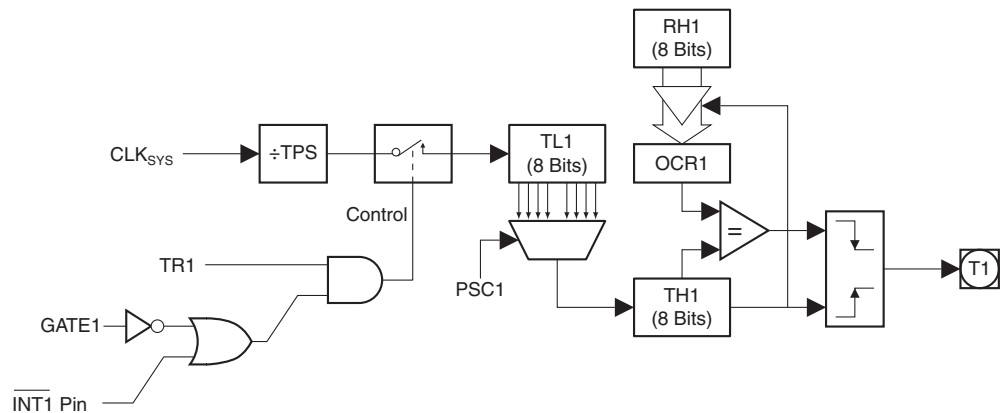 RH1
(8 Bits)
CLKSYS
÷TPS
TL1
(8 Bits)
OCR1
Control
=
TR1
PSC1
TH1
(8 Bits)
T1
GATE1
INT1 Pin